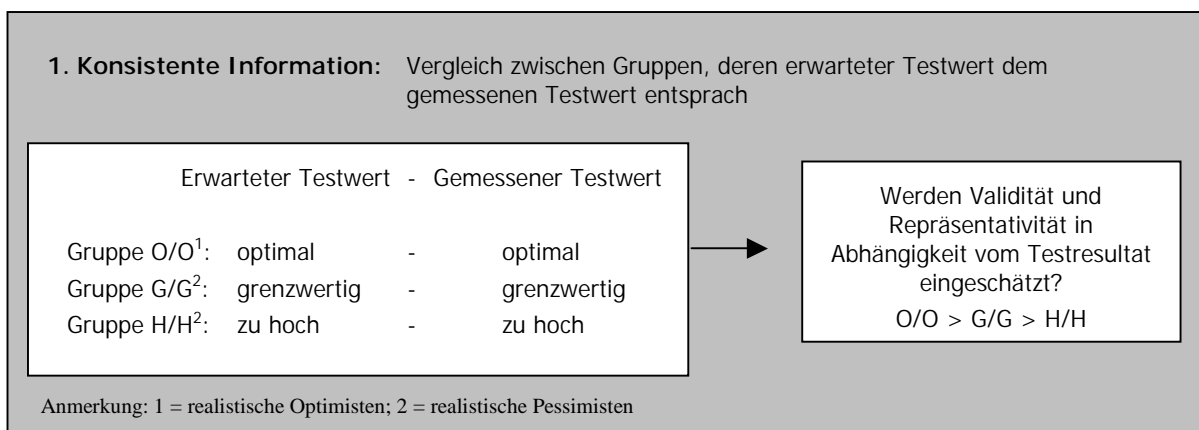 1. Konsistente Information: Vergleich zwischen Gruppen, deren erwarteter Testwert dem
gemessenen Testwert entsprach
Erwarteter Testwert - Gemessener Testwert
Gruppe O/O¹: optimal - optimal
Gruppe G/G²: grenzwertig - grenzwertig
Gruppe H/H²: zu hoch - zu hoch
Werden Validität und
Repräsentativität in
Abhängigkeit vom Testresultat
eingeschätzt?
O/O > G/G > H/H
Anmerkung: 1 = realistische Optimisten; 2 = realistische Pessimisten